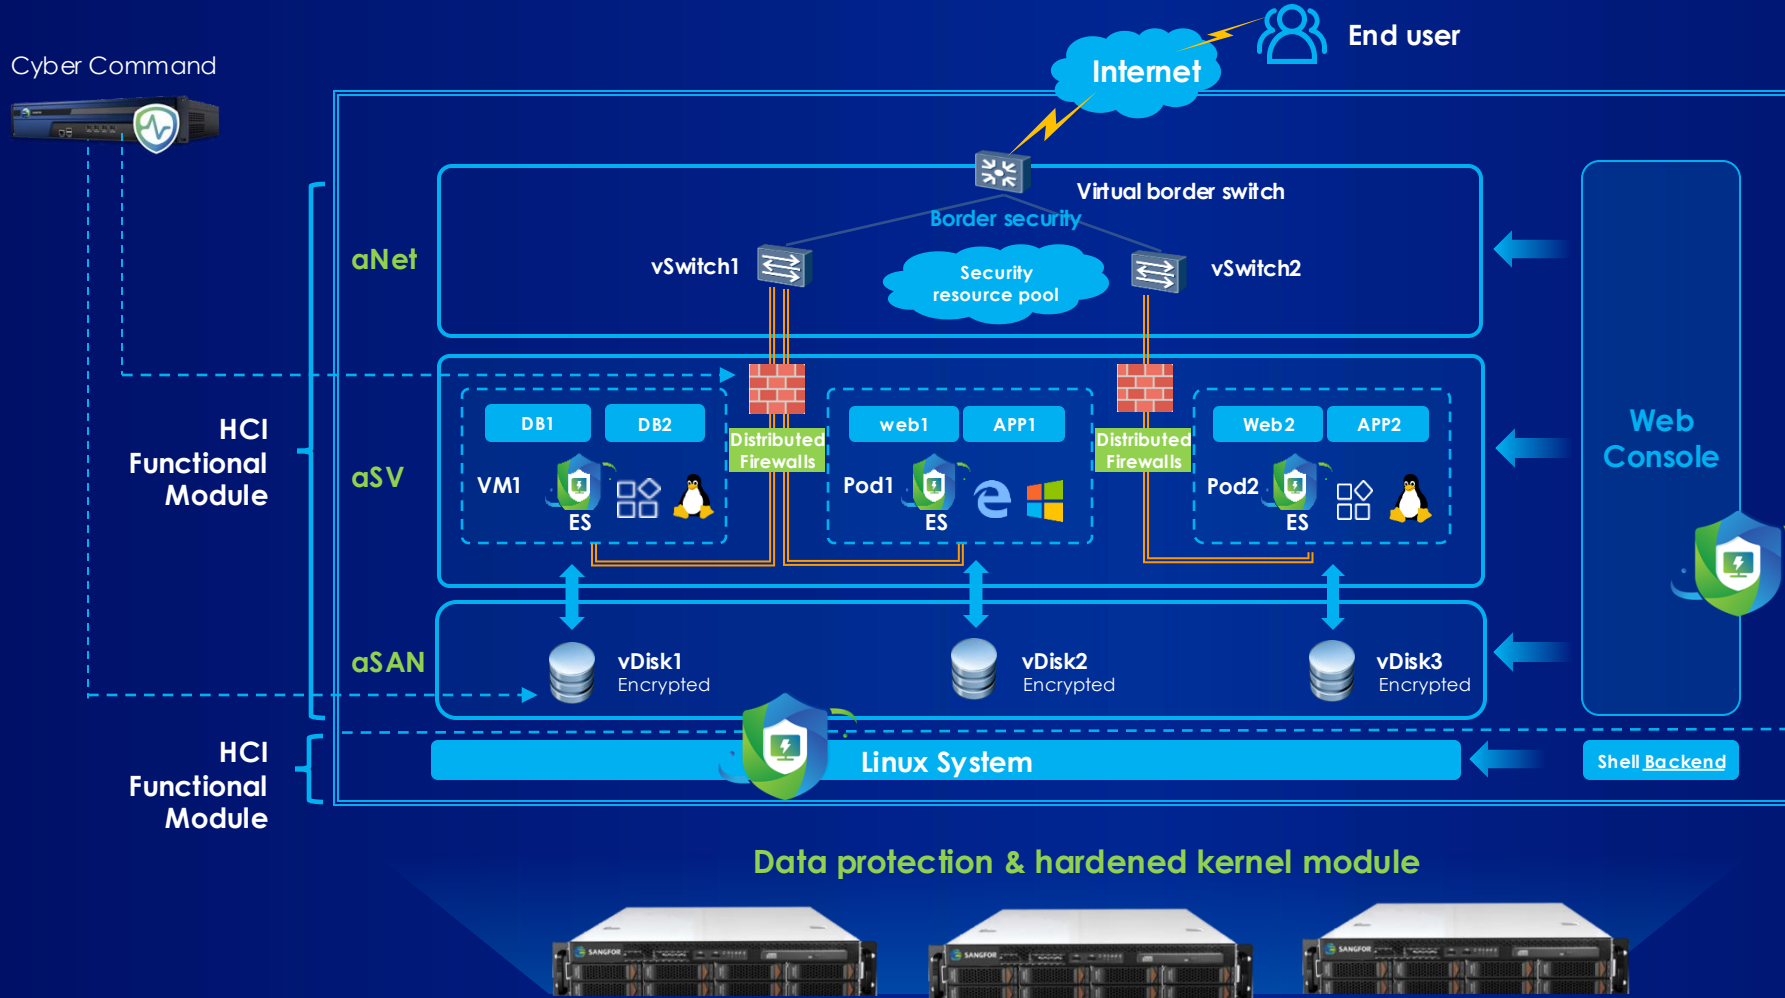 End user
Internet
Cyber Command
Virtual border switch
Border security
aNet
vSwitch1
Security
resource pool
vSwitch2
HCI
Functional
Module
aSV
DB1
DB2
Distributed
Firewalls
web1
APP1
Distributed
Firewalls
Web2
APP2
VM1
ES
Pod1
ES
Pod2
ES
Web
Console
aSAN
vDisk1
Encrypted
vDisk2
Encrypted
vDisk3
Encrypted
HCI
Functional
Module
Linux System
Shell Backend
Data protection & hardened kernel module
SANGFOR
SANGFOR
SANGFOR